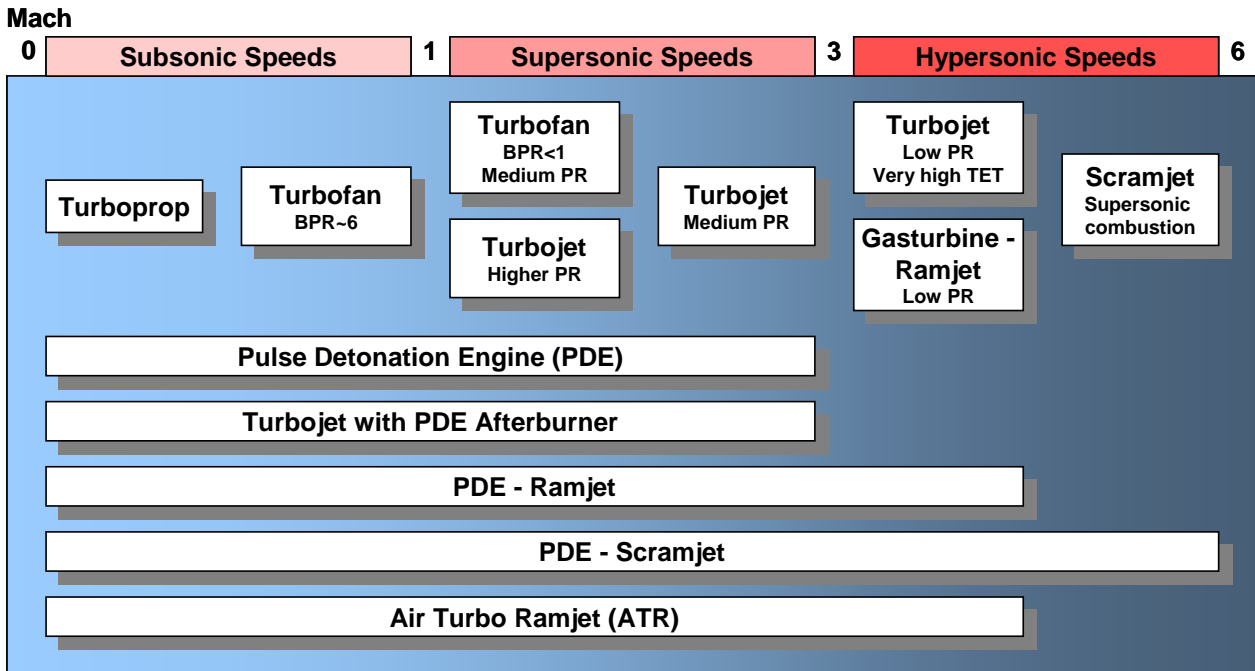 Mach
0 Subsonic Speeds 1 Supersonic Speeds 3 Hypersonic Speeds 6
Turboprop
Turbofan
BPR~6
Turbofan
BPR<1
Medium PR
Turbojet
Higher PR
Turbojet
Medium PR
Turbojet
Low PR
Very high TET
Gasturbine -
Ramjet
Low PR
Scramjet
Supersonic
combustion
Pulse Detonation Engine (PDE)
Turbojet with PDE Afterburner
PDE - Ramjet
PDE - Scramjet
Air Turbo Ramjet (ATR)